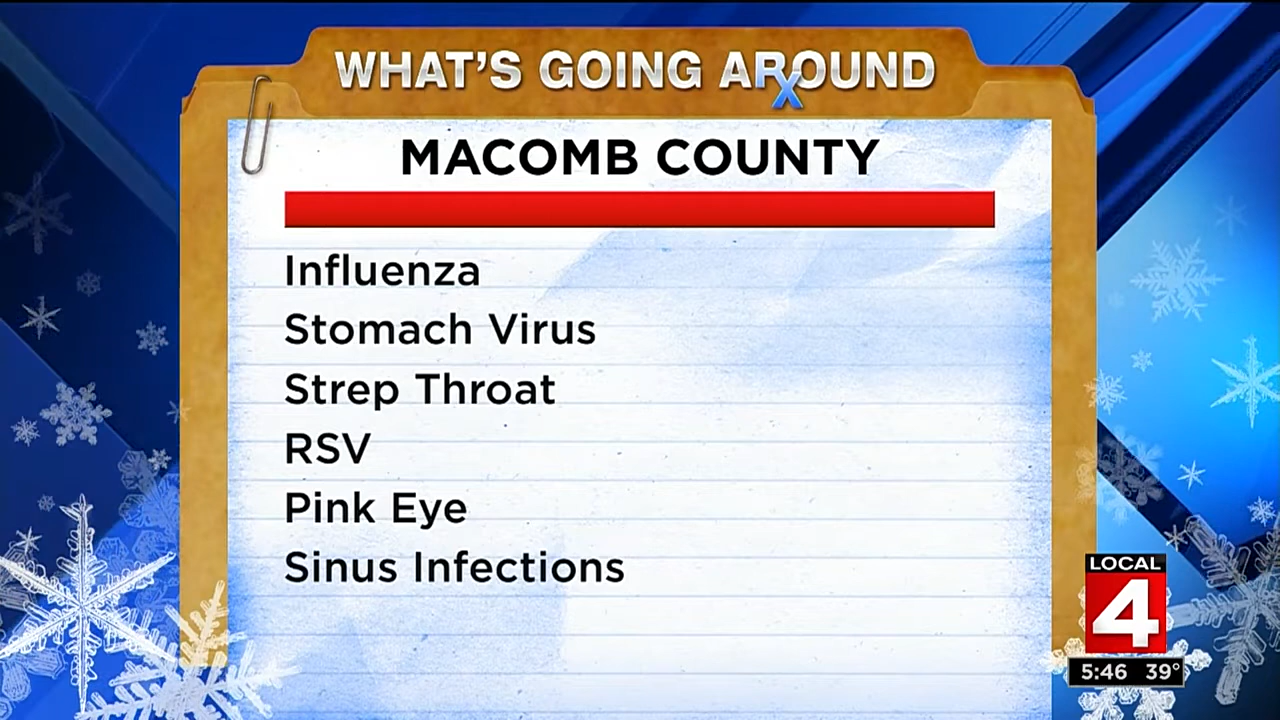 WHAT'S GOING AROUND
MACOMB COUNTY
Influenza
Stomach Virus
Strep Throat
RSV
Pink Eye
Sinus Infections
LOCAL
4
5:46 39°